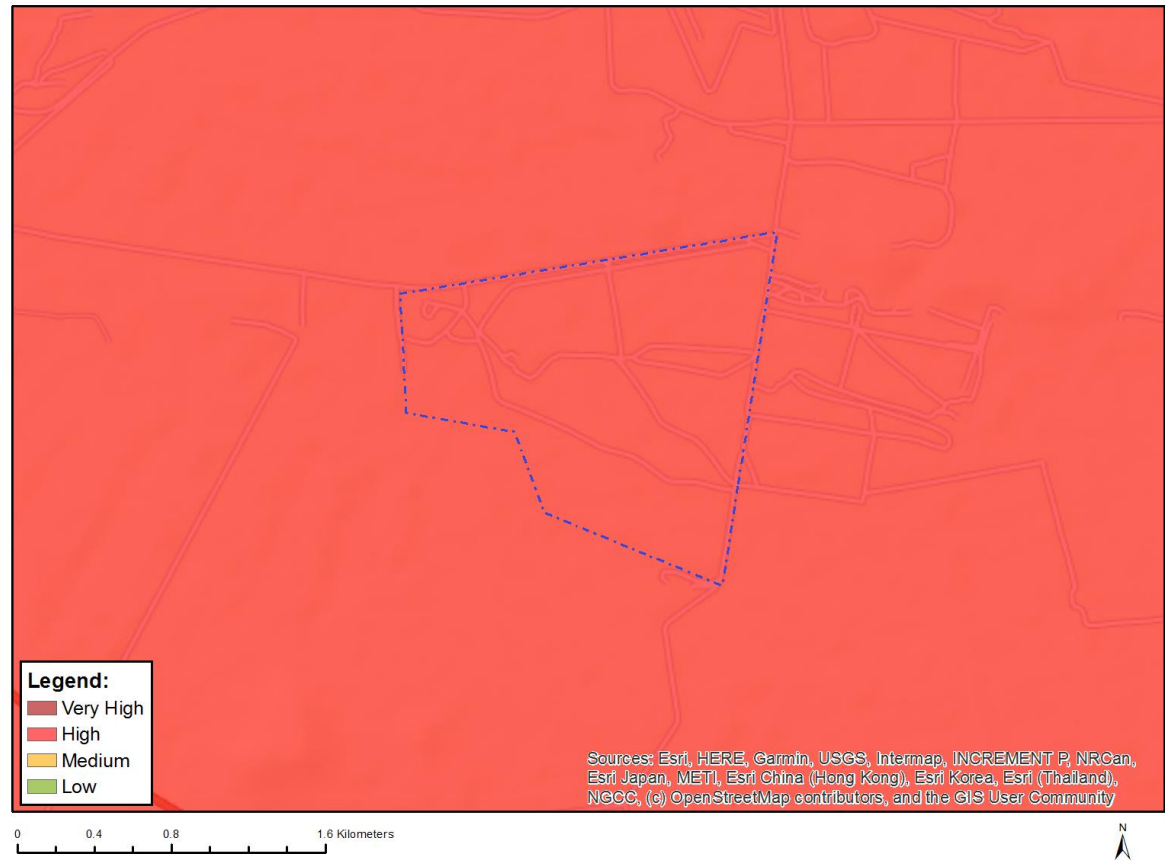 Legend:
Very High
High
Medium
Low
Sources: Esri, HERE, Garmin, USGS, Intermap, INCREMENT P, NRCan,
Esri Japan, METI, Esri China (Hong Kong), Esri Korea, Esri (Thailand),
NGCC, (c) OpenStreetMap contributors, and the GIS User Community
0 0.4 0.8 1.6 Kilometers
N